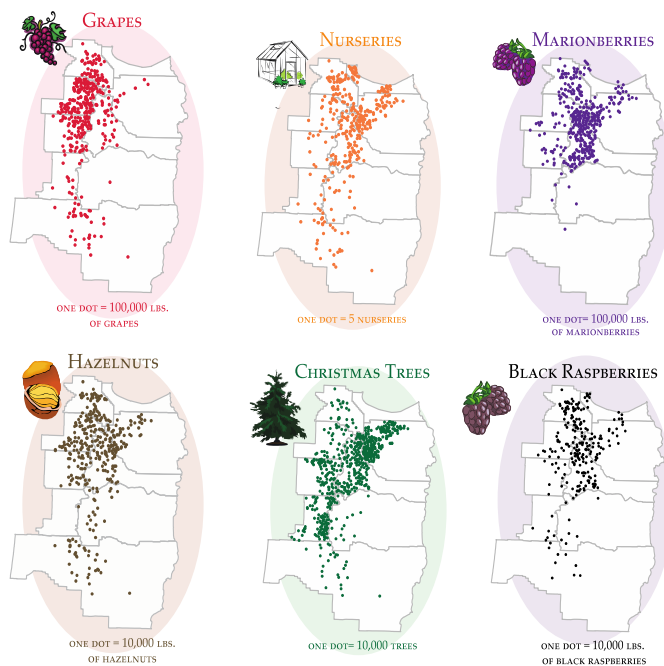 GRAPES
NURSERIES
MARIONBERRIES
ONE DOT = 100,000 LBS.
OF GRAPES
ONE DOT = 5 NURSERIES
ONE DOT= 100,000 LBS.
OF MARIONBERRIES
HAZELNUTS
CHRISTMAS TREES
BLACK RASPBERRIES
ONE DOT = 10,000 LBS.
OF HAZELNUTS
ONE DOT= 10,000 TREES
ONE DOT = 10,000 LBS.
OF BLACK RASPBERRIES